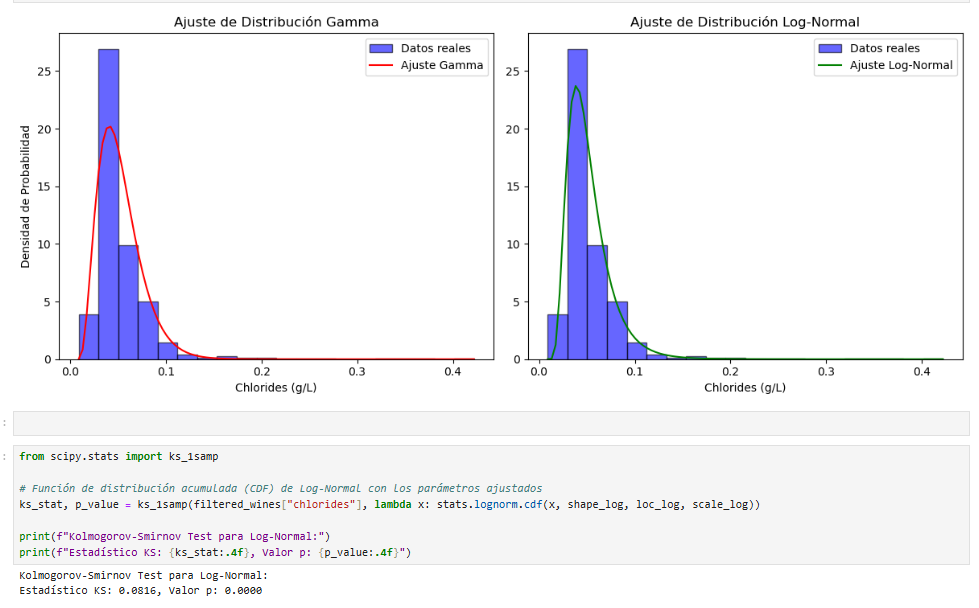 Ajuste de Distribución Gamma
Datos reales
Ajuste Gamma
Densidad de Probabilidad
25
20
15
10
5
0
0.0 0.1 0.2 0.3 0.4
Chlorides (g/L)
Ajuste de Distribución Log-Normal
Datos reales
Ajuste Log-Normal
25
20
15
10
5
0
0.0 0.1 0.2 0.3 0.4
Chlorides (g/L)
:
:
from scipy.stats import ks_1samp
# Función de distribución acumulada (CDF) de Log-Normal con los parámetros ajustados
ks_stat, p_value = ks_1samp(filtered_wines["chlorides"], lambda x: stats.lognorm.cdf(x, shape_log, loc_log, scale_log))
print(f"Kolmogorov-Smirnov Test para Log-Normal:")
print(f"Estadístico KS: {ks_stat:.4f}, Valor p: {p_value:.4f}")
Kolmogorov-Smirnov Test para Log-Normal:
Estadístico KS: 0.0816, Valor p: 0.0000